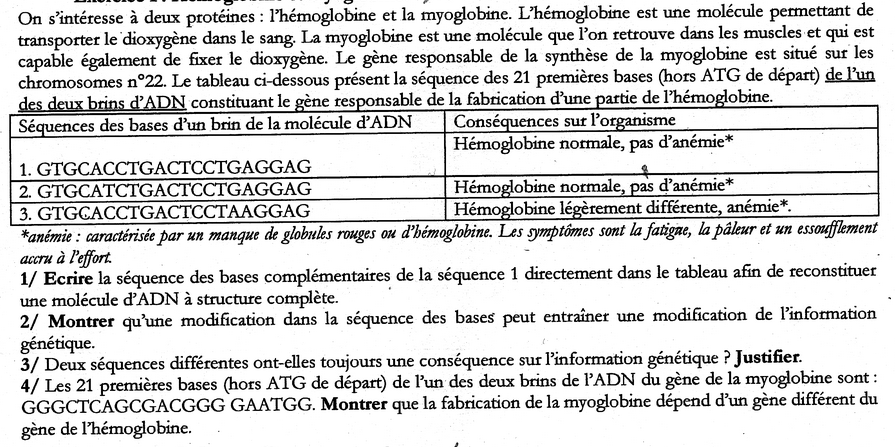 On s'intéresse à deux protéines : l'hémoglobine et la myoglobine. L'hémoglobine est une molécule permettant de
transporter le dioxygène dans le sang. La myoglobine est une molécule que l'on retrouve dans les muscles et qui est
capable également de fixer le dioxygène. Le gène responsable de la synthèse de la myoglobine est situé sur les
chromosomes n°22. Le tableau ci-dessous présent la séquence des 21 premières bases (hors ATG de départ) de l'un
des deux brins d'ADN constituant le gène responsable de la fabrication d'une partie de l'hémoglobine.
Séquences des bases d'un brin de la molécule d'ADN Conséquences sur l'organisme
1. GTGCACCTGACTCCTGAGGAG Hémoglobine normale, pas d'anémie*
2. GTGCATCTGACTCCTGAGGAG Hémoglobine normale, pas d'anémie*
3. GTGCACCTGACTCCTAAGGAG Hémoglobine légèrement différente, anémie*.
*anémie : caractérisée par un manque de globules rouges ou d'hémoglobine. Les symptômes sont la fatigue, la pâleur et un essoufflement
accru à l'effort.
1/ Ecrire la séquence des bases complémentaires de la séquence 1 directement dans le tableau afin de reconstituer
une molécule d'ADN à structure complète.
2/ Montrer qu'une modification dans la séquence des bases peut entraîner une modification de l'information
génétique.
3/ Deux séquences différentes ont-elles toujours une conséquence sur l'information génétique ? Justifier.
4/ Les 21 premières bases (hors ATG de départ) de l'un des deux brins de l'ADN du gène de la myoglobine sont :
GGGCTCAGCGACGGG GAATGG. Montrer que la fabrication de la myoglobine dépend d'un gène différent du
gène de l'hémoglobine.